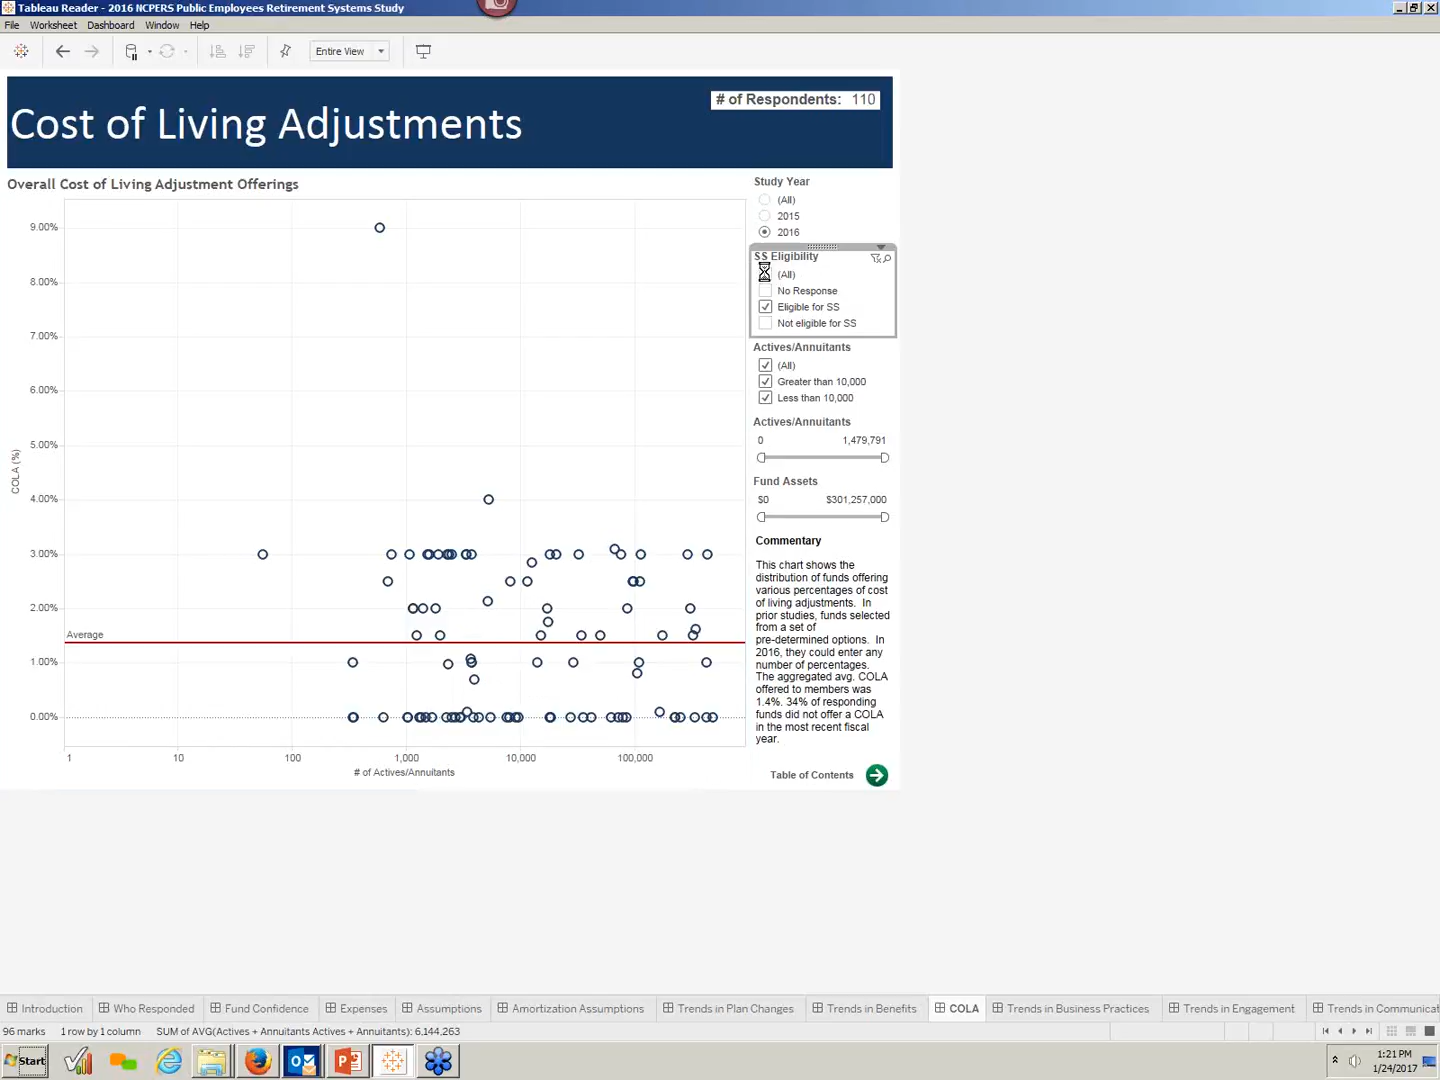 Tableau Reader - 2016 NCPERS Public Employees Retirement Systems Study
File Worksheet Dashboard Window Help
Entire View
Cost of Living Adjustments
# of Respondents: 110
Overall Cost of Living Adjustment Offerings
9.00%
8.00%
7.00%
6.00%
5.00%
4.00%
3.00%
2.00%
1.00%
0.00%
COLA (%)
Average
1 10 100 1,000 10,000 100,000
# of Actives/Annuitants
Study Year
(All)
2015
2016
SS Eligibility
(All)
No Response
Eligible for SS
Not eligible for SS
Actives/Annuitants
(All)
Greater than 10,000
Less than 10,000
Actives/Annuitants
0 1,479,791
Fund Assets
$0 $301,257,000
Commentary
This chart shows the
distribution of funds offering
various percentages of cost
of living adjustments. In
prior studies, funds selected
from a set of
pre-determined options. In
2016, they could enter any
number of percentages.
The aggregated avg. COLA
offered to members was
1.4%. 34% of responding
funds did not offer a COLA
in the most recent fiscal
year.
Table of Contents
Introduction Who Responded Fund Confidence Expenses Assumptions Amortization Assumptions Trends in Plan Changes Trends in Benefits COLA Trends in Business Practices Trends in Engagement Trends in Communicat
96 marks 1 row by 1 column SUM of AVG(Actives + Annuitants Actives + Annuitants): 6,144,263
Start
1:21 PM
1/24/2017